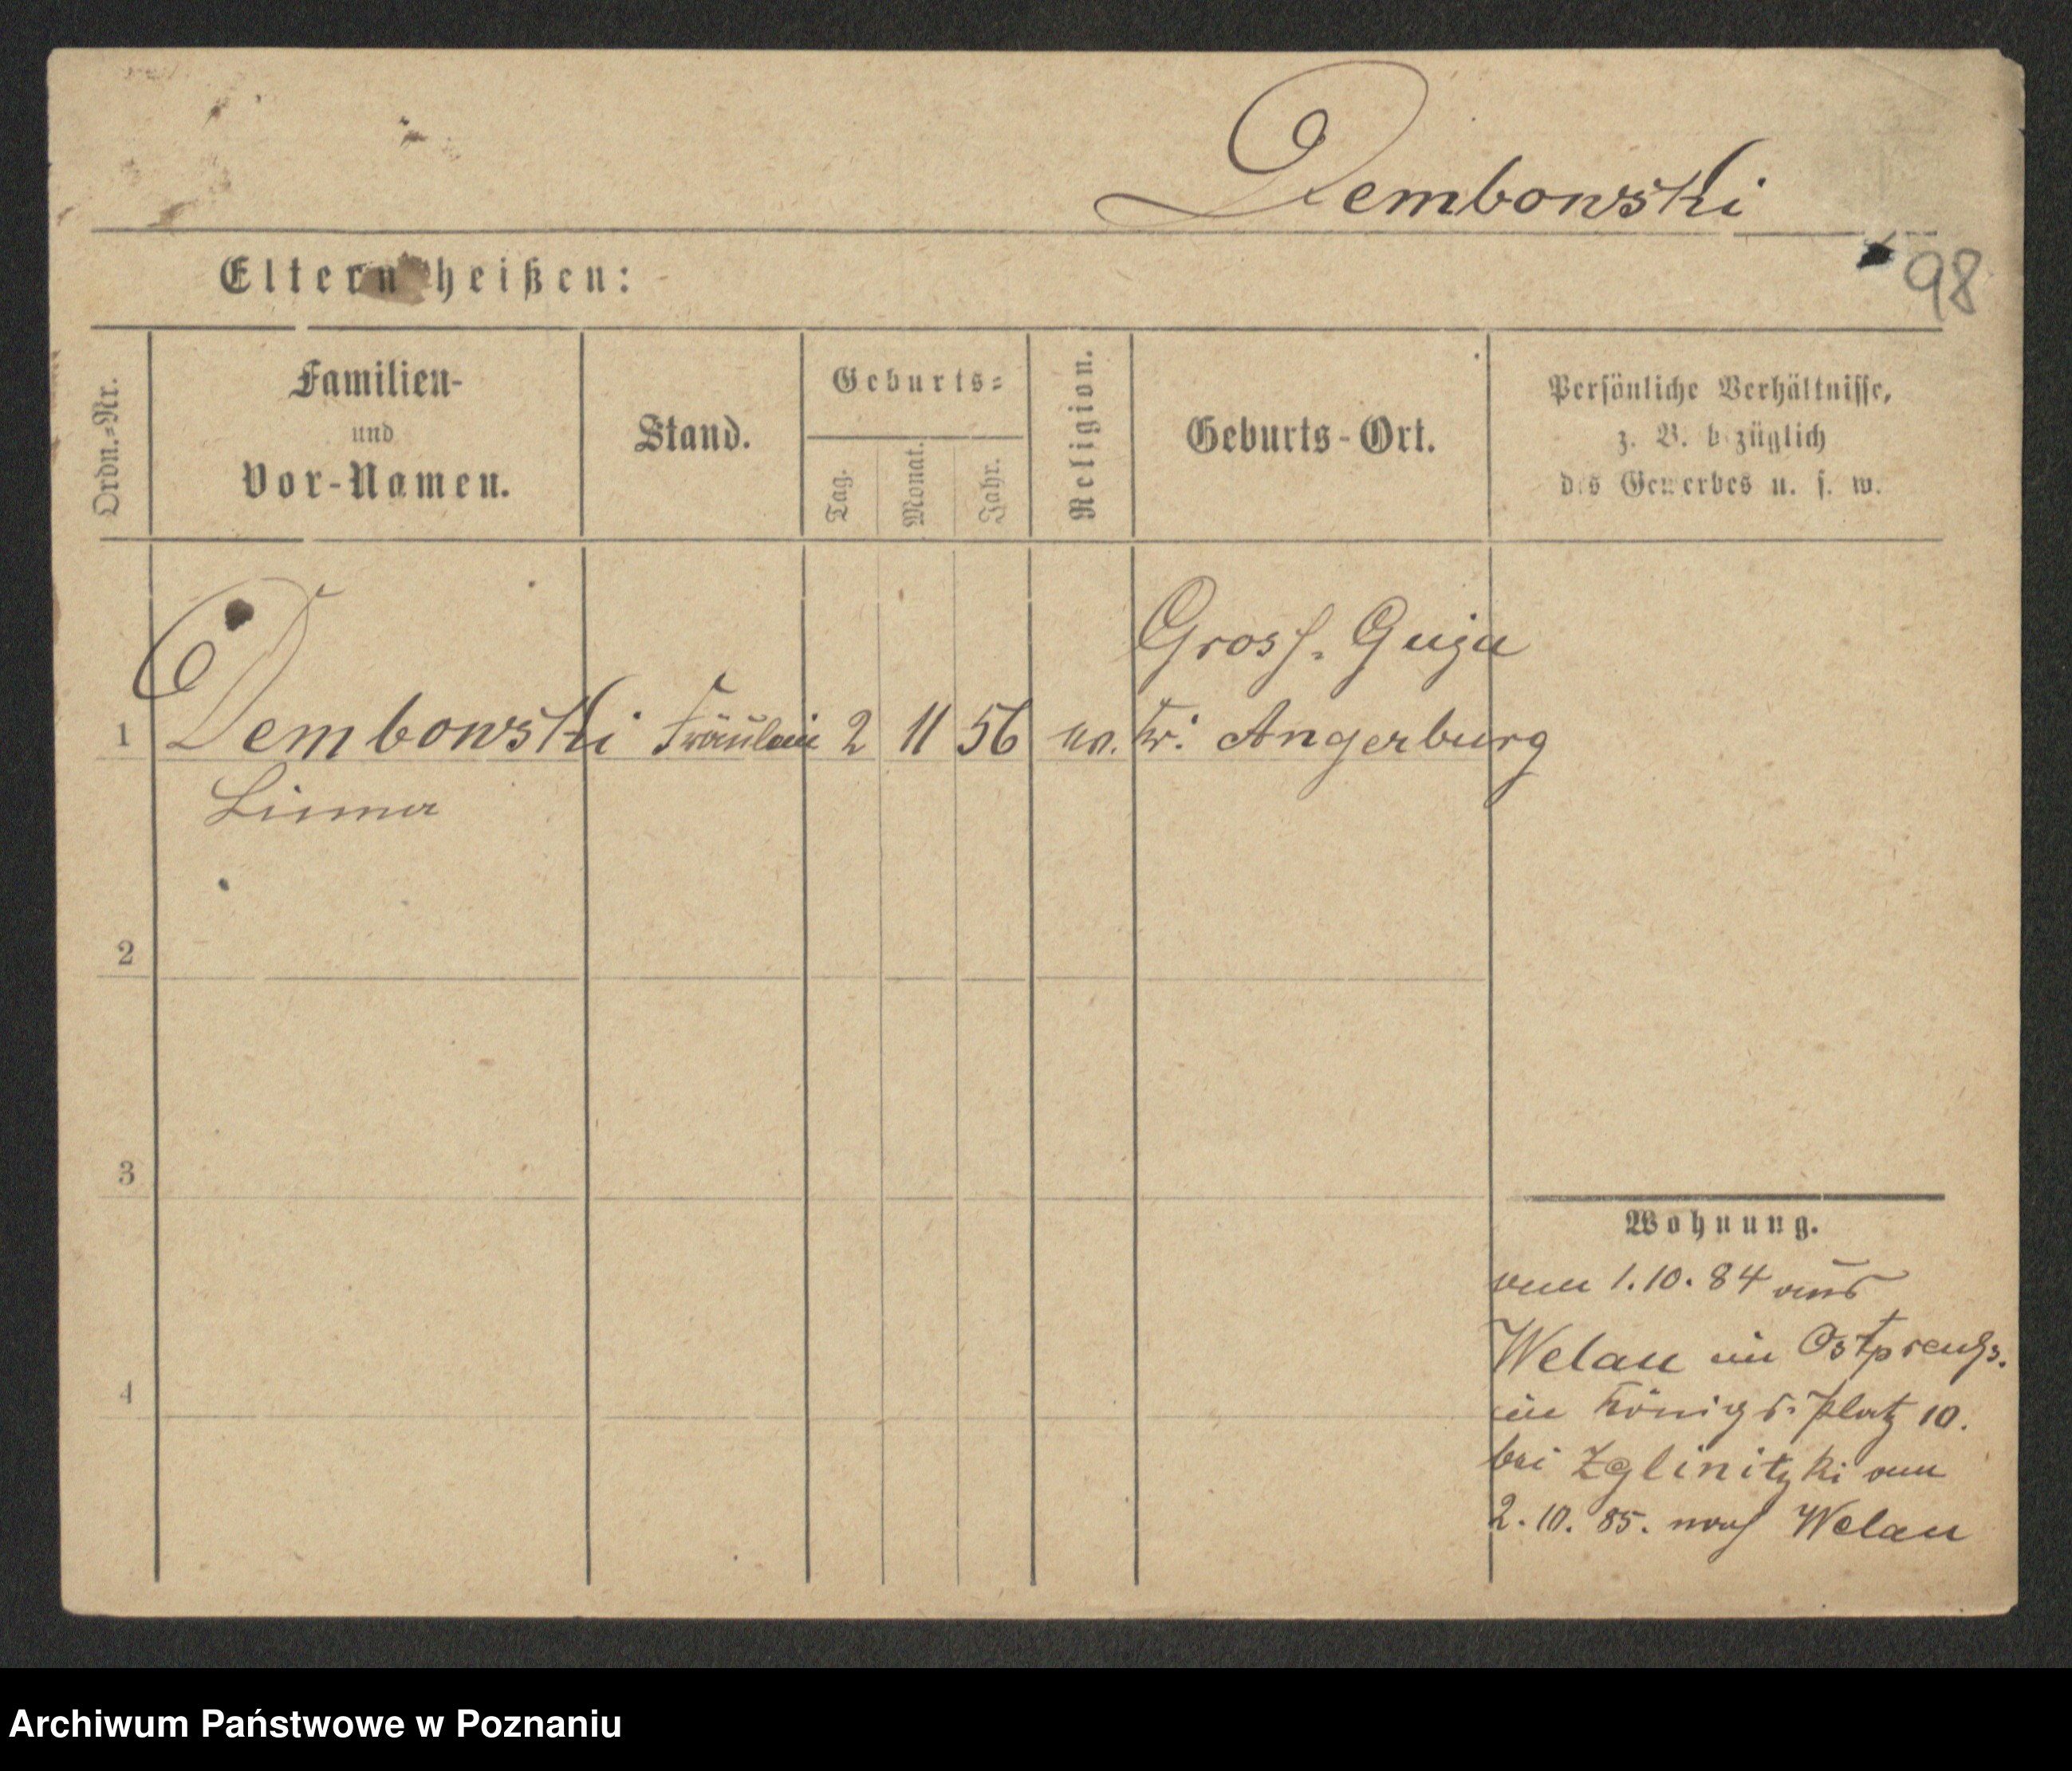 Dembowski
98
Eltern heißen:
Ordn.-Nr.
Familien-
und
Vor-Namen.
Stand.
Geburts-
Tag.
Monat.
Jahr.
Religion.
Geburts-Ort.
Persönliche Verhältnisse,
z. B. bezüglich
des Gewerbes u. s. w.
Gross. Guja
1 Dembowski Fräulein 2 11 56 ev. Kr. Angerburg
Linna
2
3
4
Wohnung.
vom 1.10.84 aus
Welau in Ostpreuß.
in Königs-Platz 10.
bei Zglinitzki am
2.10.85. nach Welau
Archiwum Państwowe w Poznaniu